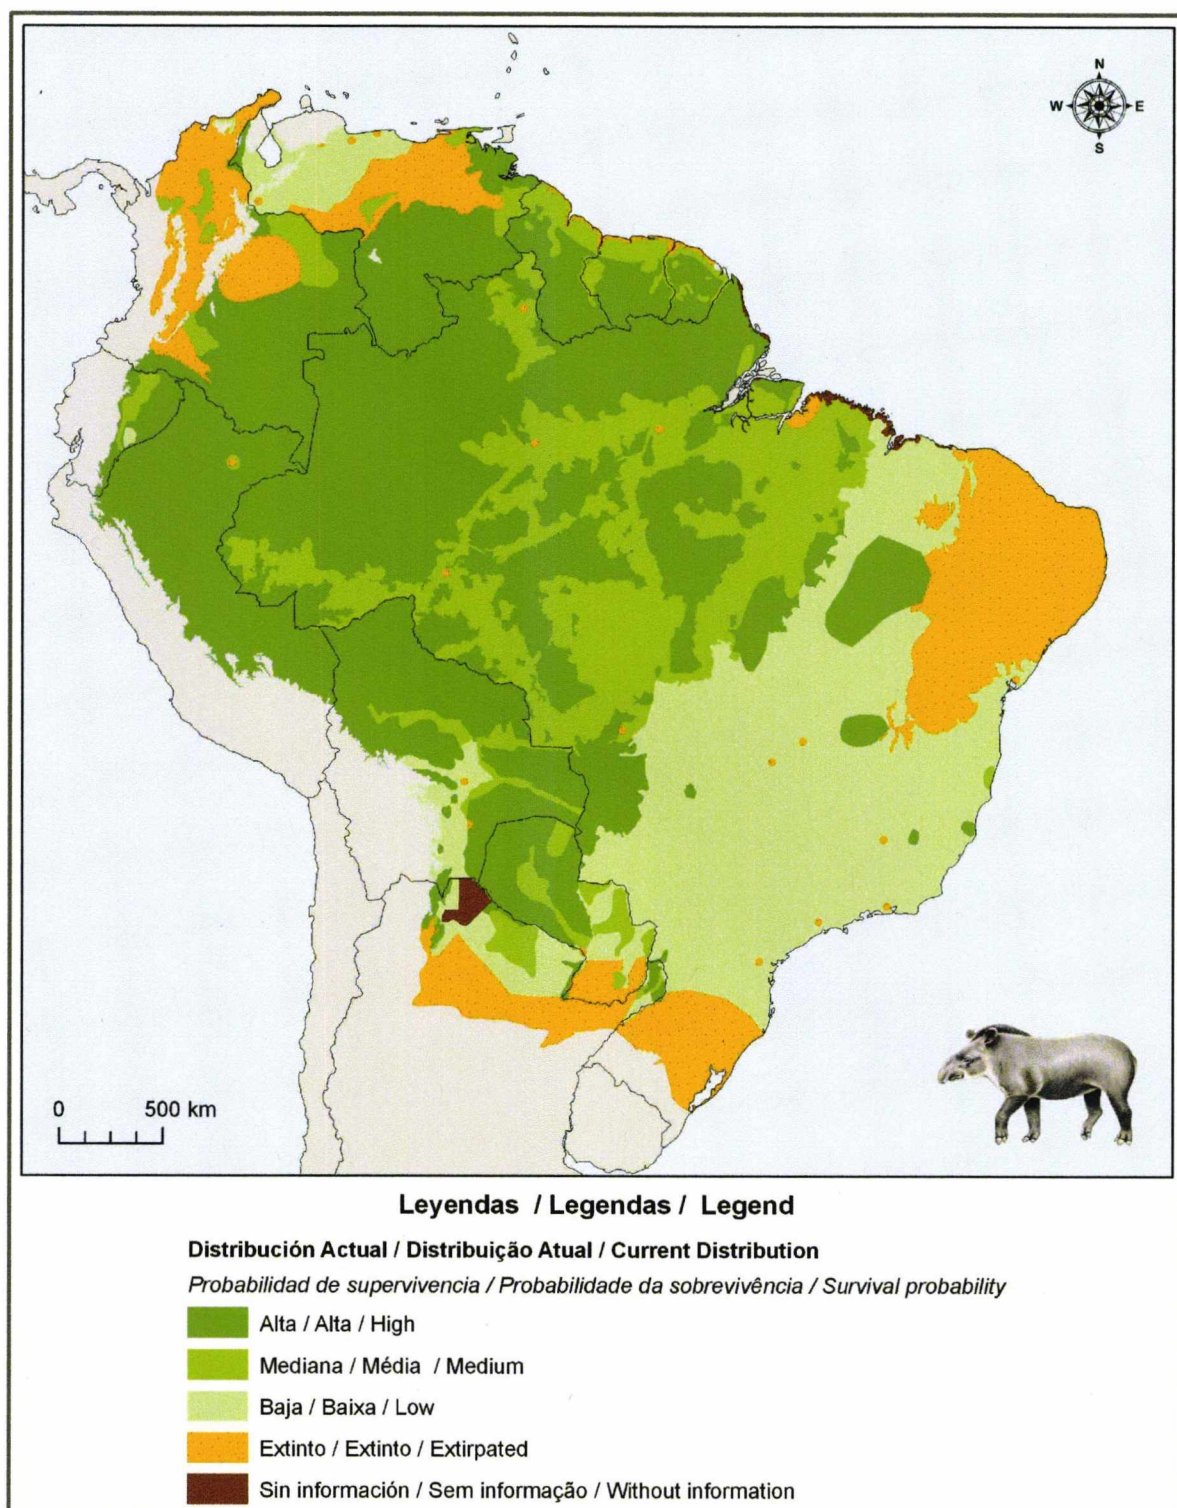 N
W E
S
0 500 km
Leyendas / Legendas / Legend
Distribución Actual / Distribuição Atual / Current Distribution
Probabilidad de supervivencia / Probabilidade da sobrevivência / Survival probability
Alta / Alta / High
Mediana / Média / Medium
Baja / Baixa / Low
Extinto / Extinto / Extirpated
Sin información / Sem informação / Without information